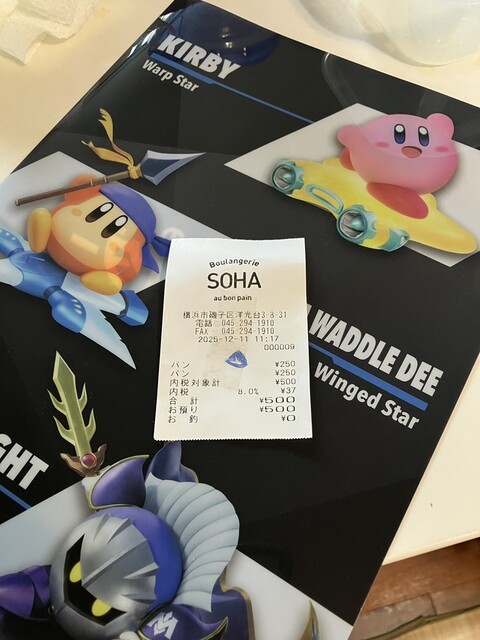 KIRBY
Warp Star
WADDLE DEE
Winged Star
GHT
Boulangerie
SOHA
au bon pain
横浜市磯子区洋光台3-8-31
電話 045-294-1910
FAX 045-294-1910
2025-12-11 11:17
000009
パン ¥250
パン ¥250
内税対象計 ¥500
内税 8.0% ¥37
合 計 ¥500
お預り ¥500
お 釣 ¥0